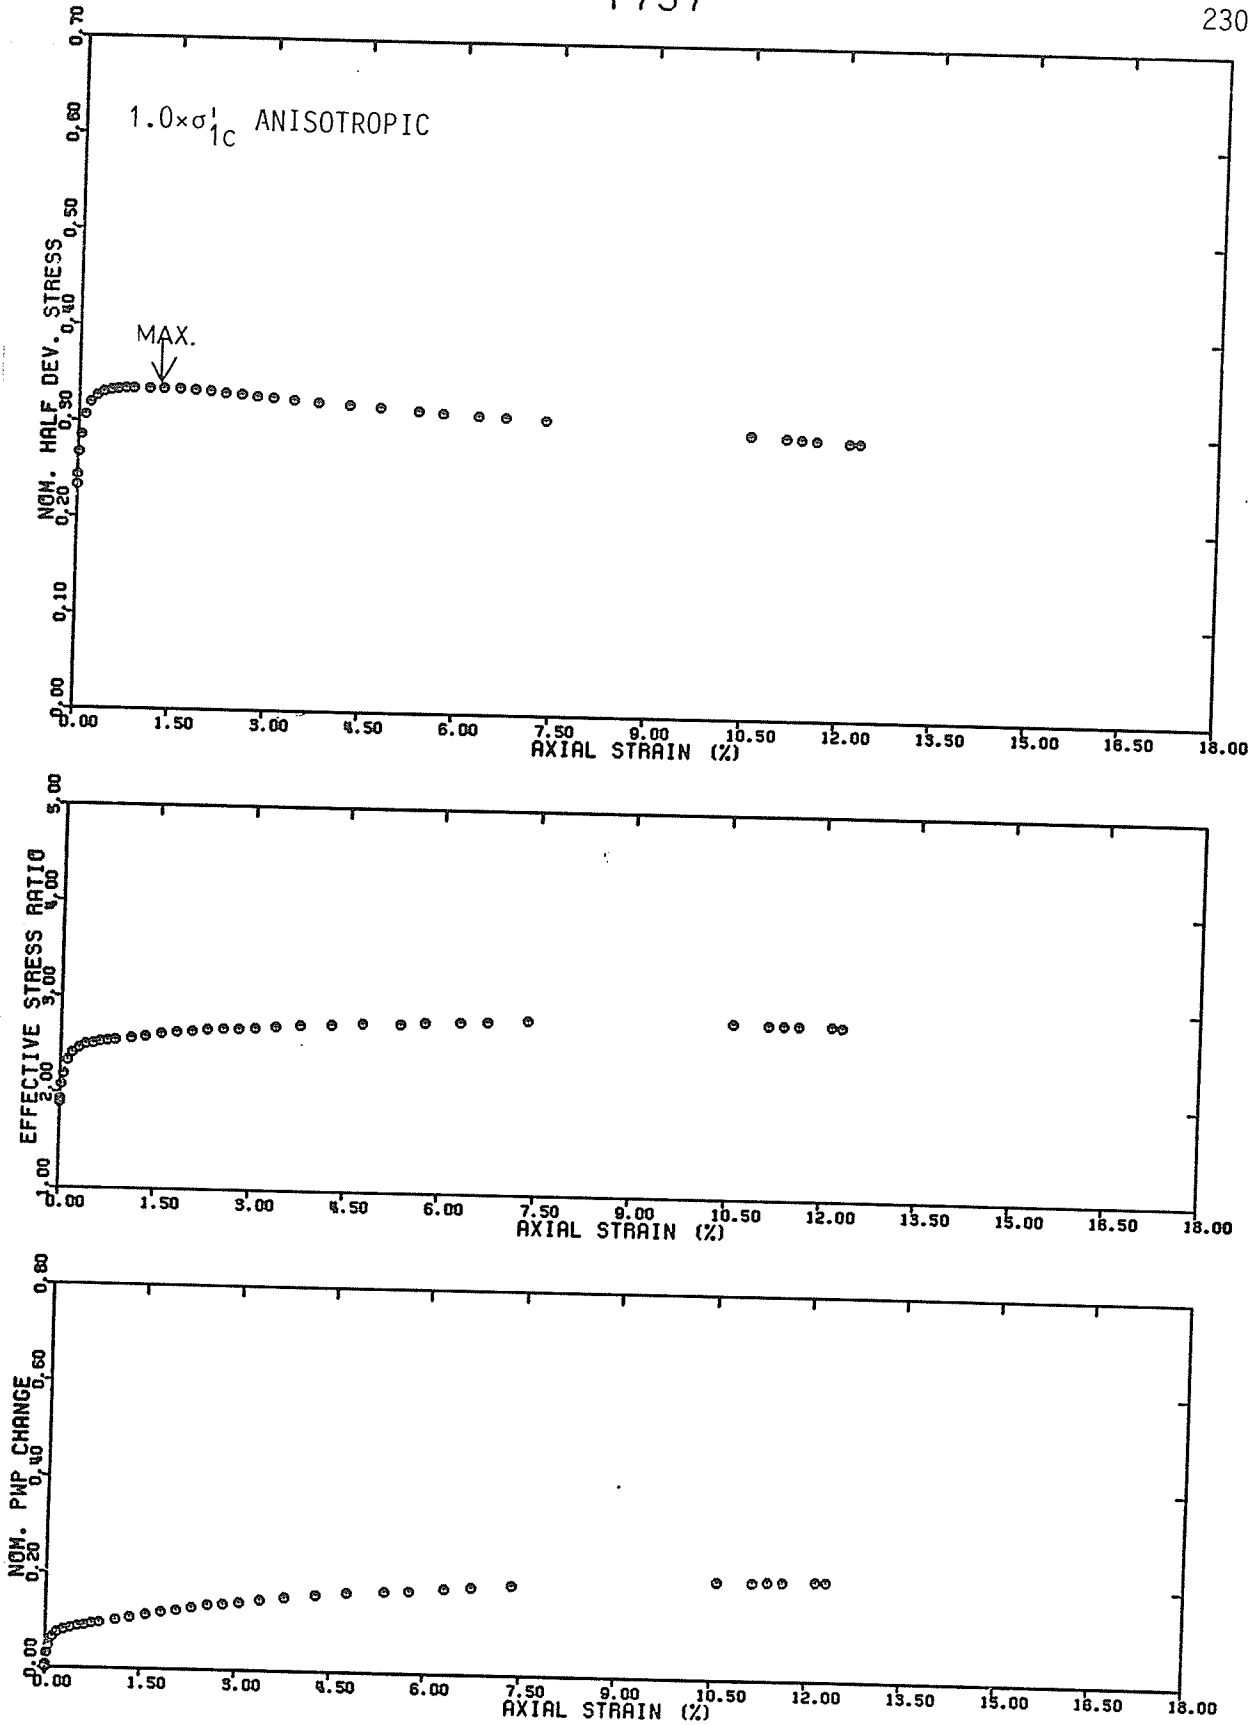 230
1.0×σ'1c ANISOTROPIC
MAX.
NOM. HALF DEV. STRESS
0.00 0.10 0.20 0.30 0.40 0.50 0.60 0.70
0.00 1.50 3.00 4.50 6.00 7.50 9.00 10.50 12.00 13.50 15.00 16.50 18.00
AXIAL STRAIN (%)
EFFECTIVE STRESS RATIO
1.00 2.00 3.00 4.00 5.00
0.00 1.50 3.00 4.50 6.00 7.50 9.00 10.50 12.00 13.50 15.00 16.50 18.00
AXIAL STRAIN (%)
NOM. PWP CHANGE
0.00 0.20 0.40 0.60 0.80
0.00 1.50 3.00 4.50 6.00 7.50 9.00 10.50 12.00 13.50 15.00 16.50 18.00
AXIAL STRAIN (%)